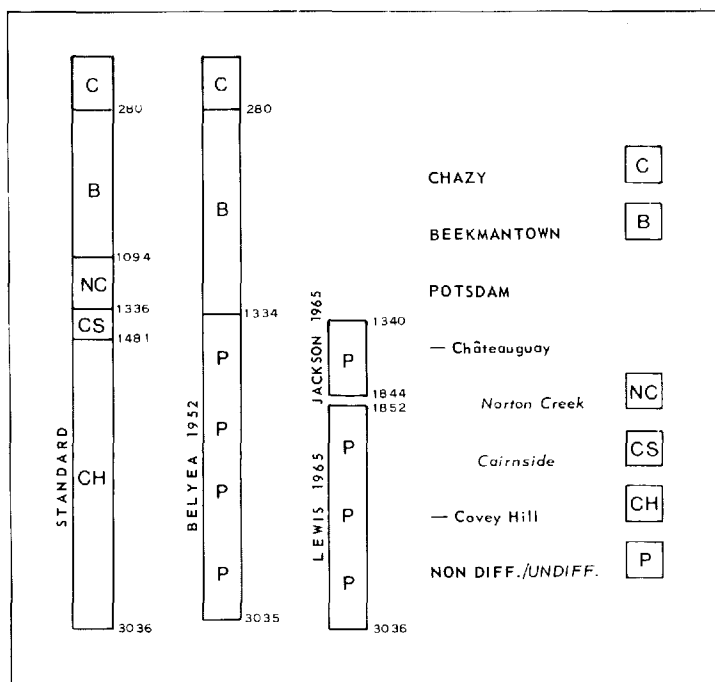 STANDARD
C
280
B
1094
NC
1336
CS
1481
CH
3036
BELYEA 1952
C
280
B
1334
P
P
P
P
3035
JACKSON 1965
1340
P
1844
LEWIS 1965
1852
P
P
P
3036
CHAZY C
BEEKMANTOWN B
POTSDAM
— Châteauguay
Norton Creek NC
Cairnside CS
— Covey Hill CH
NON DIFF./UNDIFF. P